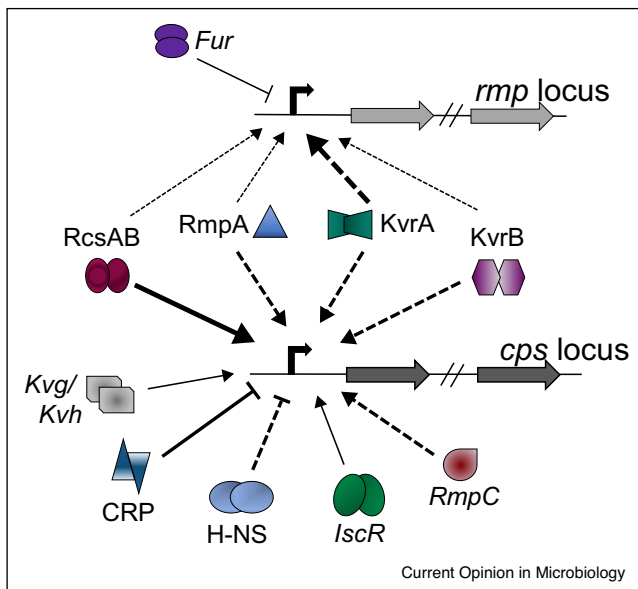 Fur
rmp locus
RcsAB
RmpA
KvrA
KvrB
cps locus
Kvg/
Kvh
CRP
H-NS
IscR
RmpC
Current Opinion in Microbiology